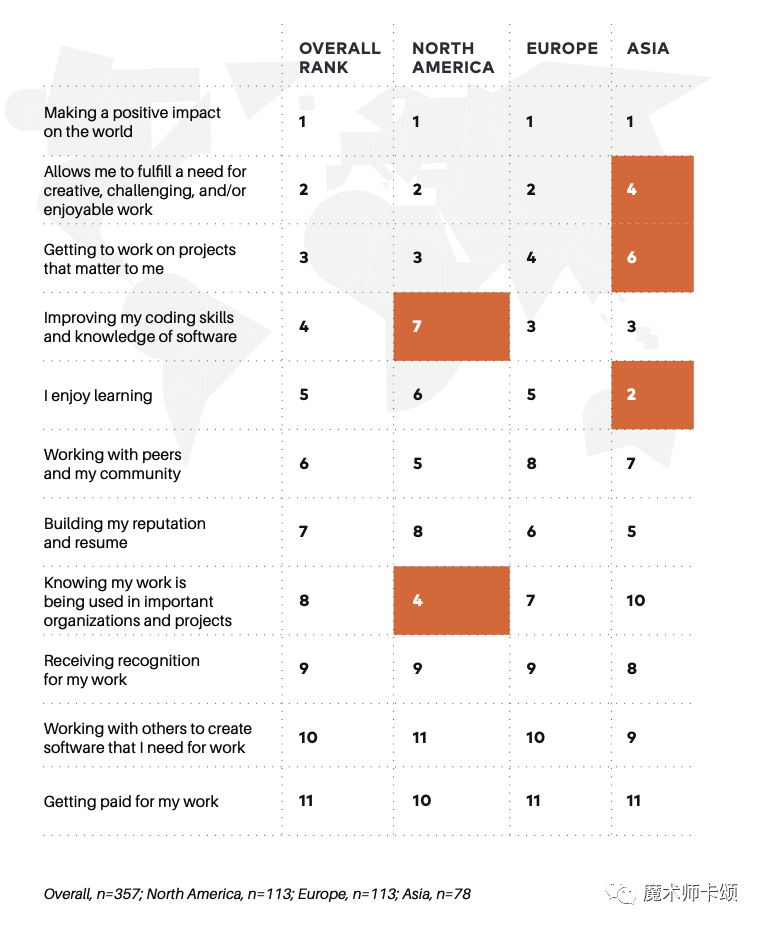 OVERALL RANK NORTH AMERICA EUROPE ASIA
Making a positive impact
on the world
1 1 1 1
Allows me to fulfill a need for
creative, challenging, and/or
enjoyable work
2 2 2 4
Getting to work on projects
that matter to me
3 3 4 6
Improving my coding skills
and knowledge of software
4 7 3 3
I enjoy learning
5 6 5 2
Working with peers
and my community
6 5 8 7
Building my reputation
and resume
7 8 6 5
Knowing my work is
being used in important
organizations and projects
8 4 7 10
Receiving recognition
for my work
9 9 9 8
Working with others to create
software that I need for work
10 11 10 9
Getting paid for my work
11 10 11 11
Overall, n=357; North America, n=113; Europe, n=113; Asia, n=78
魔术师卡颂